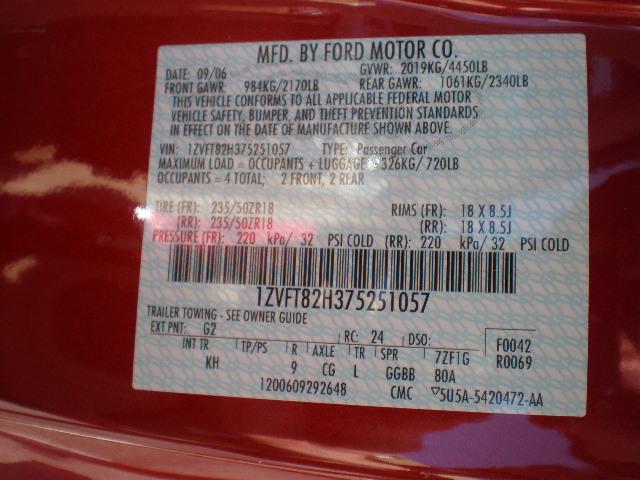 MFD. BY FORD MOTOR CO.
DATE: 09/06 GVWR: 2019KG/4450LB
FRONT GAWR: 984KG/2170LB REAR GAWR: 1061KG/2340LB
THIS VEHICLE CONFORMS TO ALL APPLICABLE FEDERAL MOTOR
VEHICLE SAFETY, BUMPER, AND THEFT PREVENTION STANDARDS
IN EFFECT ON THE DATE OF MANUFACTURE SHOWN ABOVE.
VIN: 1ZVFT82H375251057 TYPE: Passenger Car
MAXIMUM LOAD = OCCUPANTS + LUGGAGE = 326KG/ 720LB
OCCUPANTS = 4 TOTAL; 2 FRONT, 2 REAR
TIRE (FR): 235/50ZR18 RIMS (FR): 18 X 8.5J
(RR): 235/50ZR18 (RR): 18 X 8.5J
PRESSURE (FR): 220 kPa/ 32 PSI COLD (RR): 220 kPa/ 32 PSI COLD
1ZVFT82H375251057
TRAILER TOWING - SEE OWNER GUIDE
EXT PNT: G2 RC: 24 DSO: F0042
INT TR TP/PS R AXLE TR SPR 7ZF1G R0069
KH 9 CG L GGBB 80A
1200609292648 CMC ▽5U5A-5420472-AA